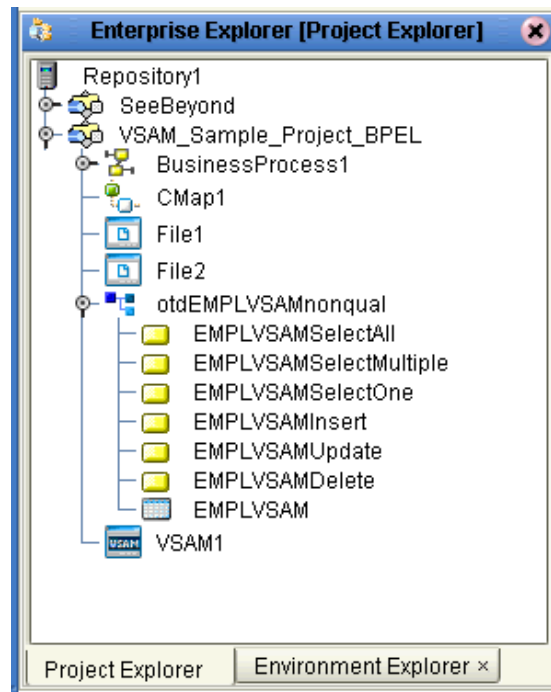 Enterprise Explorer [Project Explorer]
Repository1
SeeBeyond
VSAM_Sample_Project_BPEL
BusinessProcess1
CMap1
File1
File2
otdEMPLVSAMnonqual
EMPLVSAMSelectAll
EMPLVSAMSelectMultiple
EMPLVSAMSelectOne
EMPLVSAMInsert
EMPLVSAMUpdate
EMPLVSAMDelete
EMPLVSAM
VSAM VSAM1
Project Explorer Environment Explorer ×